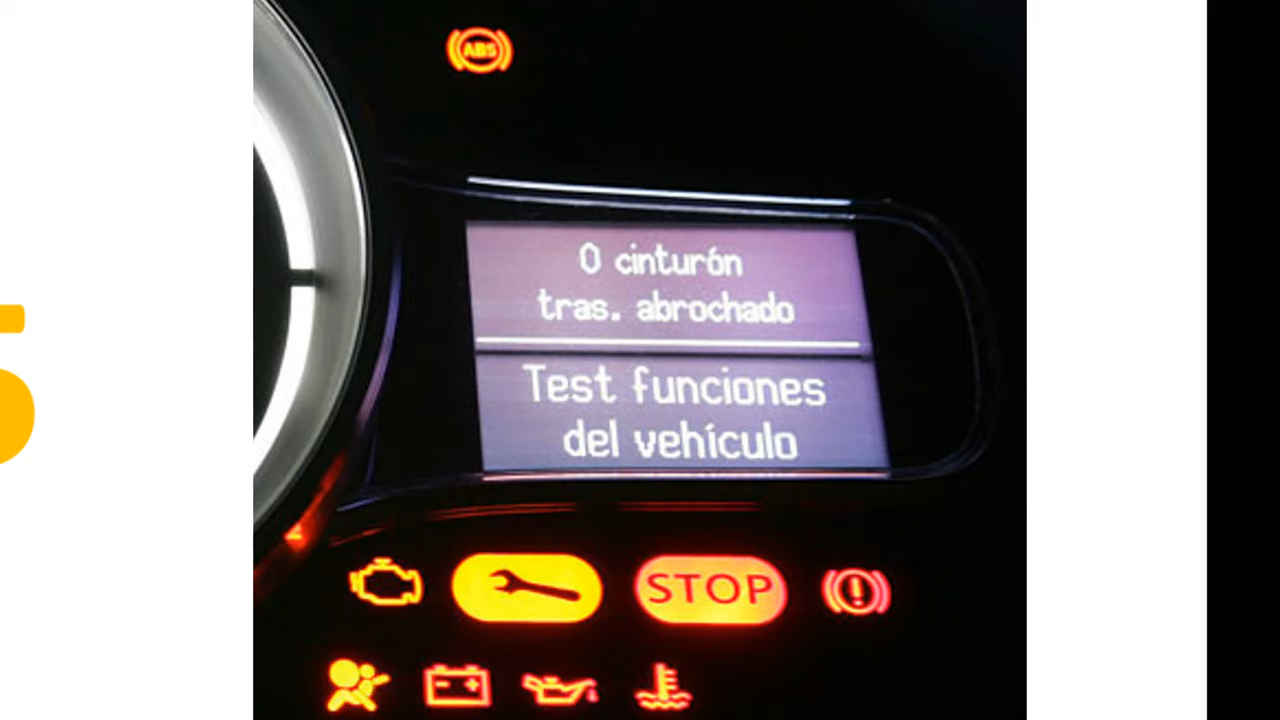 ABS
0 cinturón
tras. abrochado
Test funciones
del vehículo
STOP